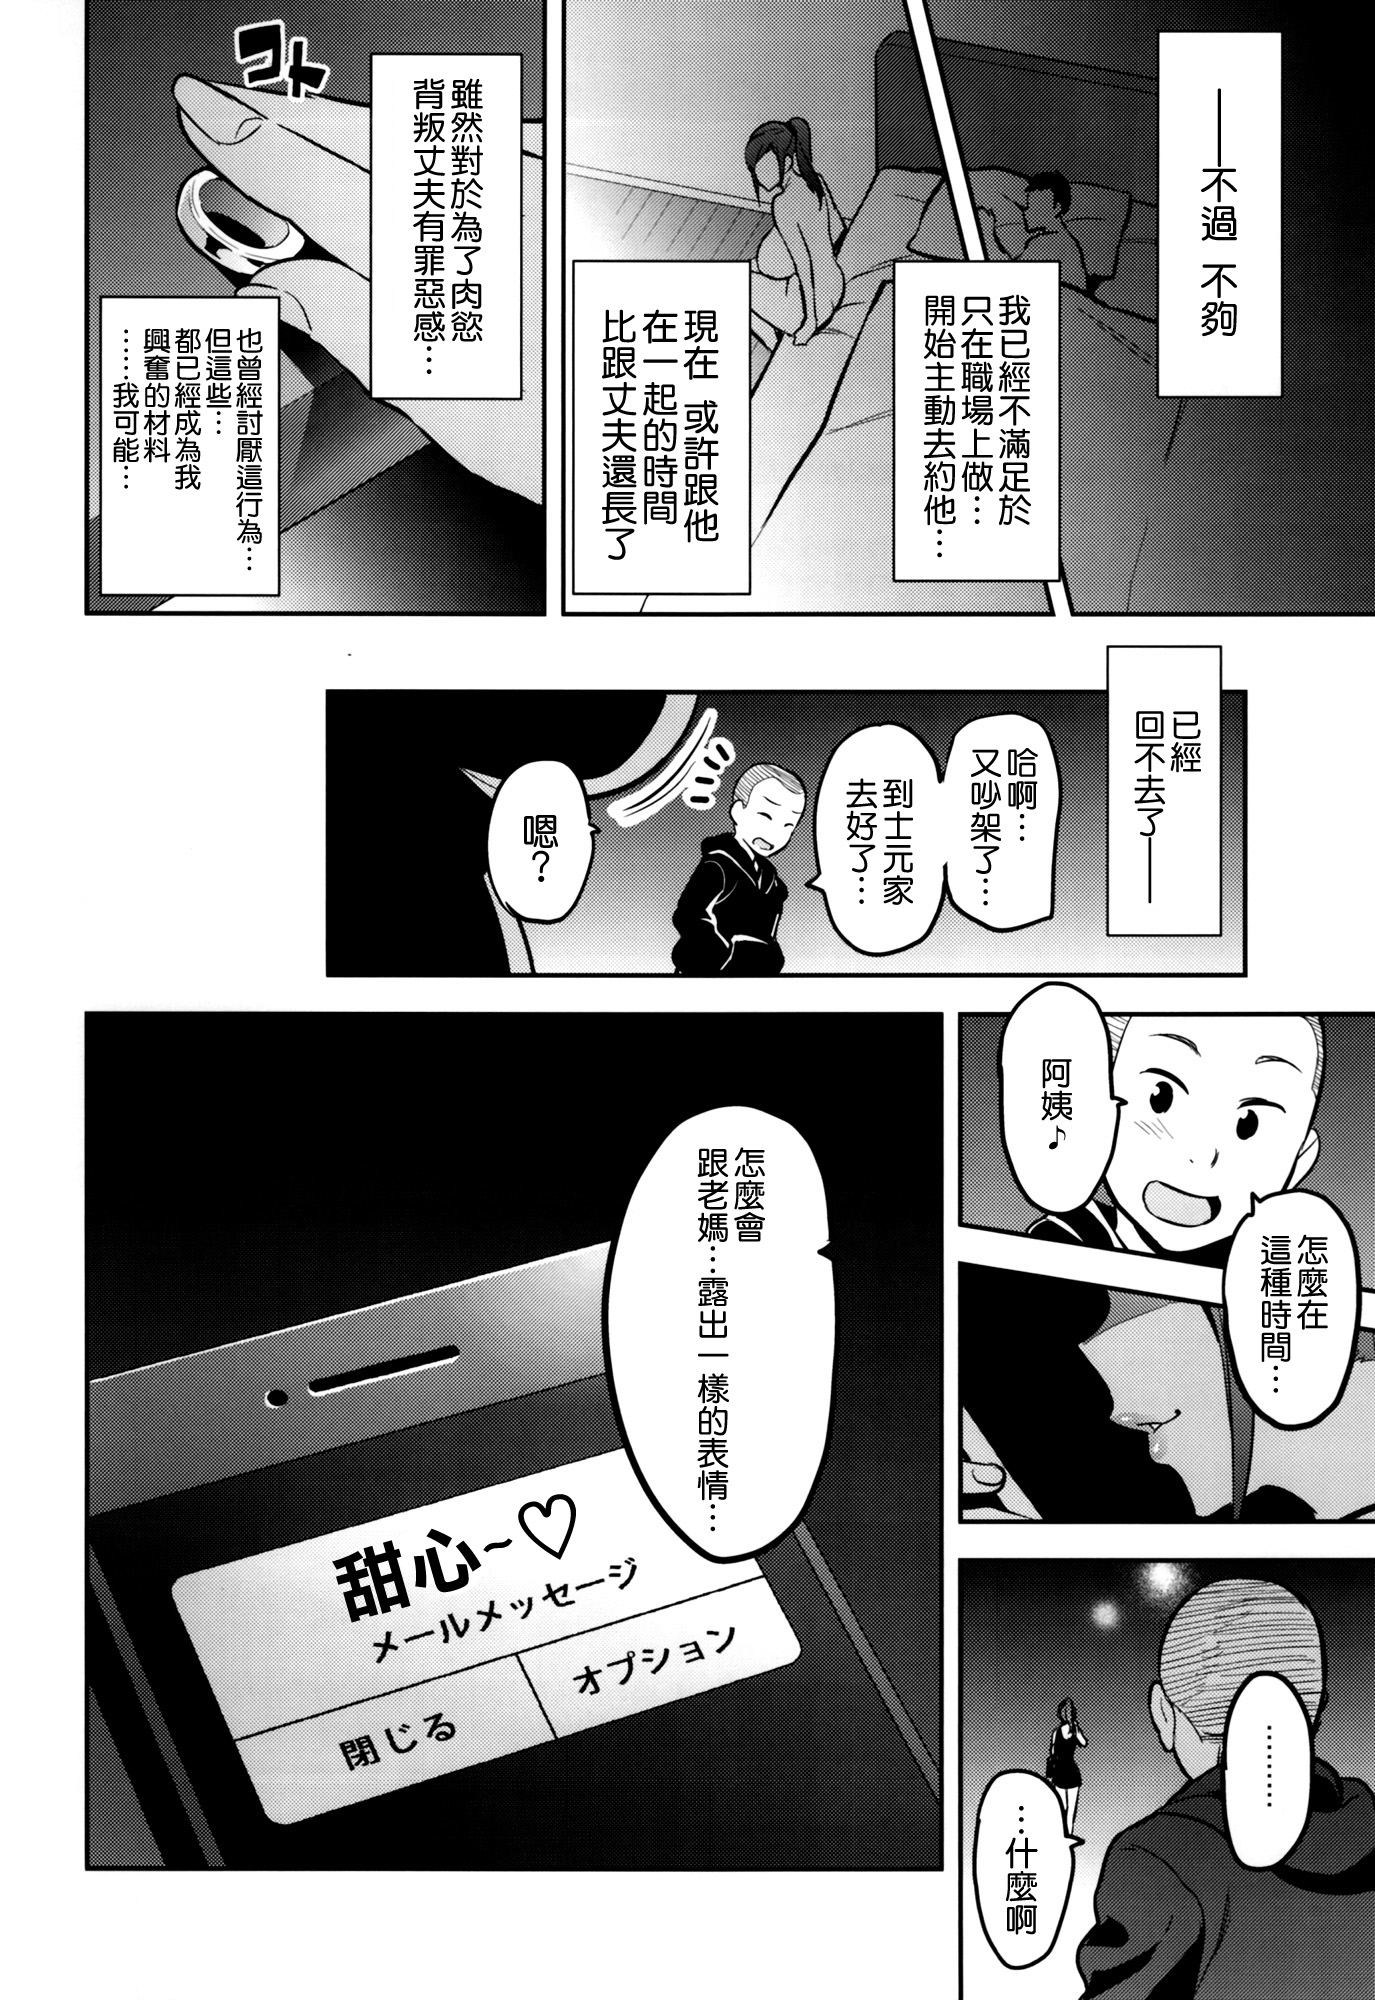 ——不過 不夠
我已經不滿足於
只在職場上做…
開始主動去約他…
現在 或許跟他
在一起的時間
比跟丈夫還長了
コト
雖然對於為了肉慾
背叛丈夫有罪惡感…
也曾經討厭這行為…
但這些…
都已經成為我
興奮的材料
……我可能…
已經
回不去了——
哈啊…
又吵架了…
到士元家
去好了…
嗯?
阿姨♪
怎麼在
這種時間…
………
…什麼啊
怎麼會
跟老媽…露出一樣的表情…
甜心~♡
メールメッセージ
閉じる
オプション